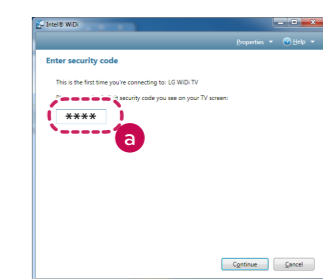 Intel® WiDi
Properties Help
Enter security code
This is the first time you're connecting to: LG WiDi TV
security code you see on your TV screen:
****
a
Continue Cancel